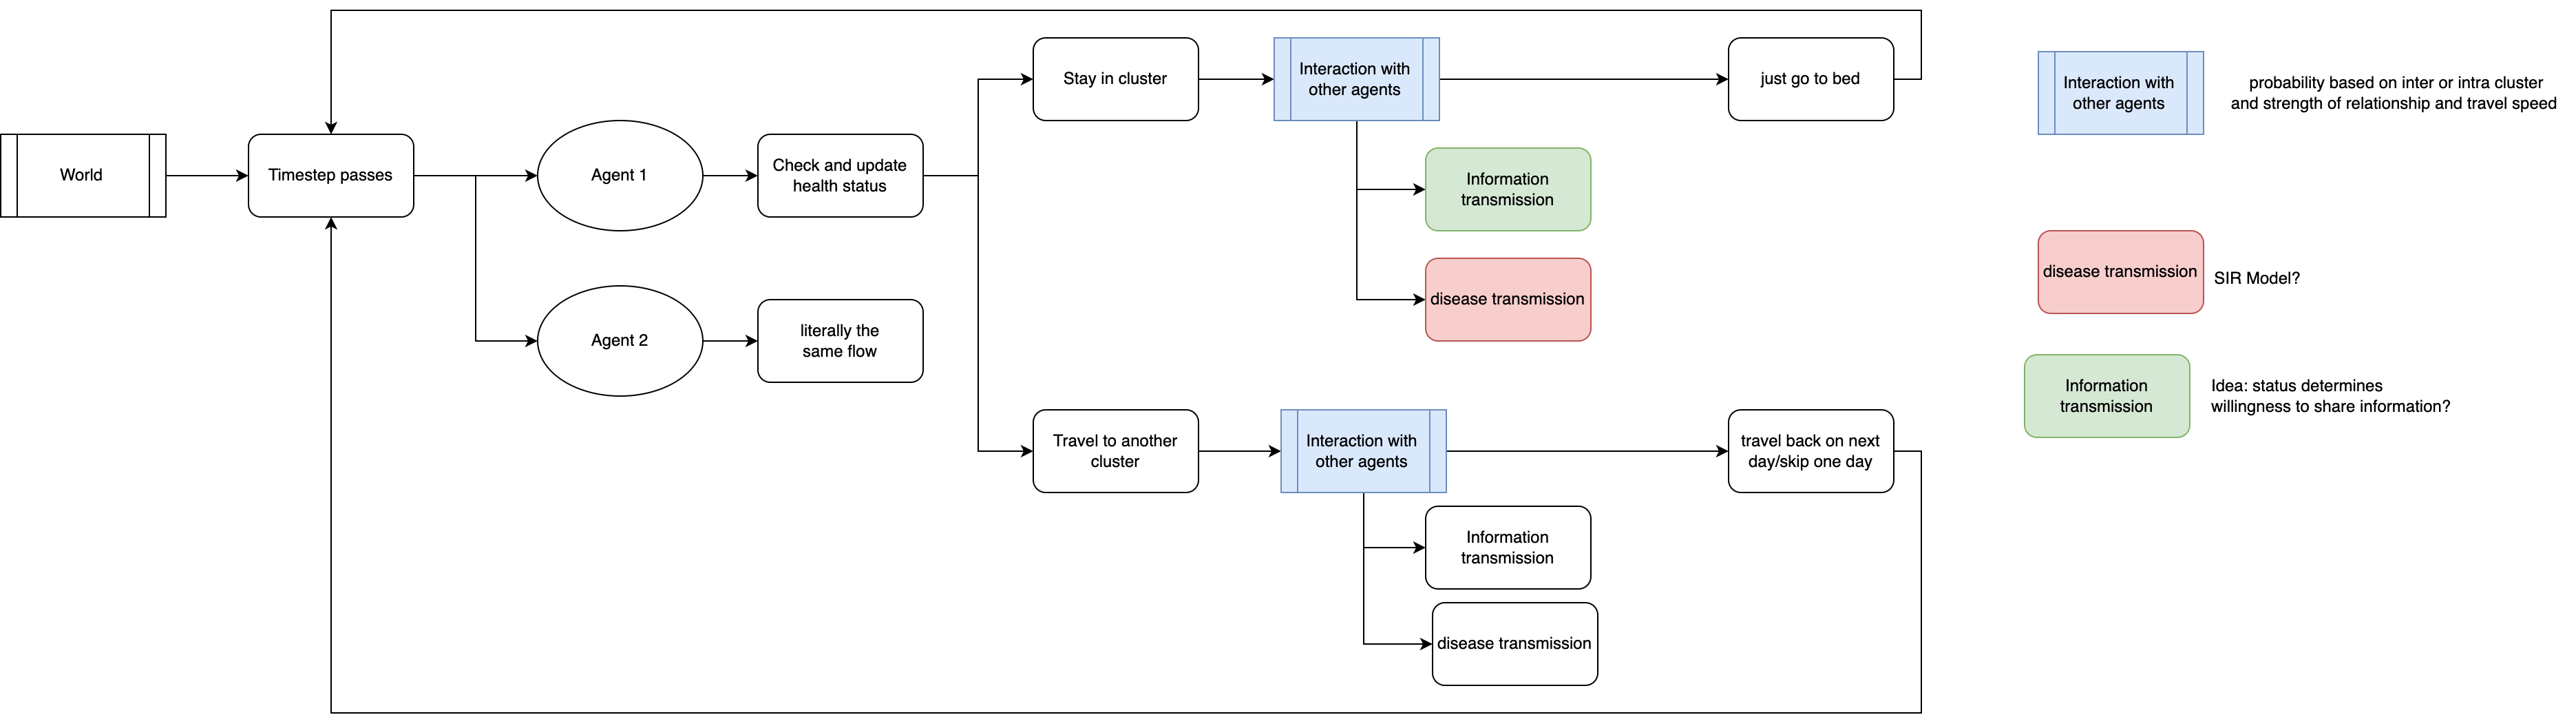 World
Timestep passes
Agent 1
Check and update
health status
Agent 2
literally the
same flow
Stay in cluster
Interaction with
other agents
just go to bed
Information
transmission
disease transmission
Travel to another
cluster
Interaction with
other agents
travel back on next
day/skip one day
Information
transmission
disease transmission
Interaction with
other agents
probability based on inter or intra cluster
and strength of relationship and travel speed
disease transmission
SIR Model?
Information
transmission
Idea: status determines
willingness to share information?